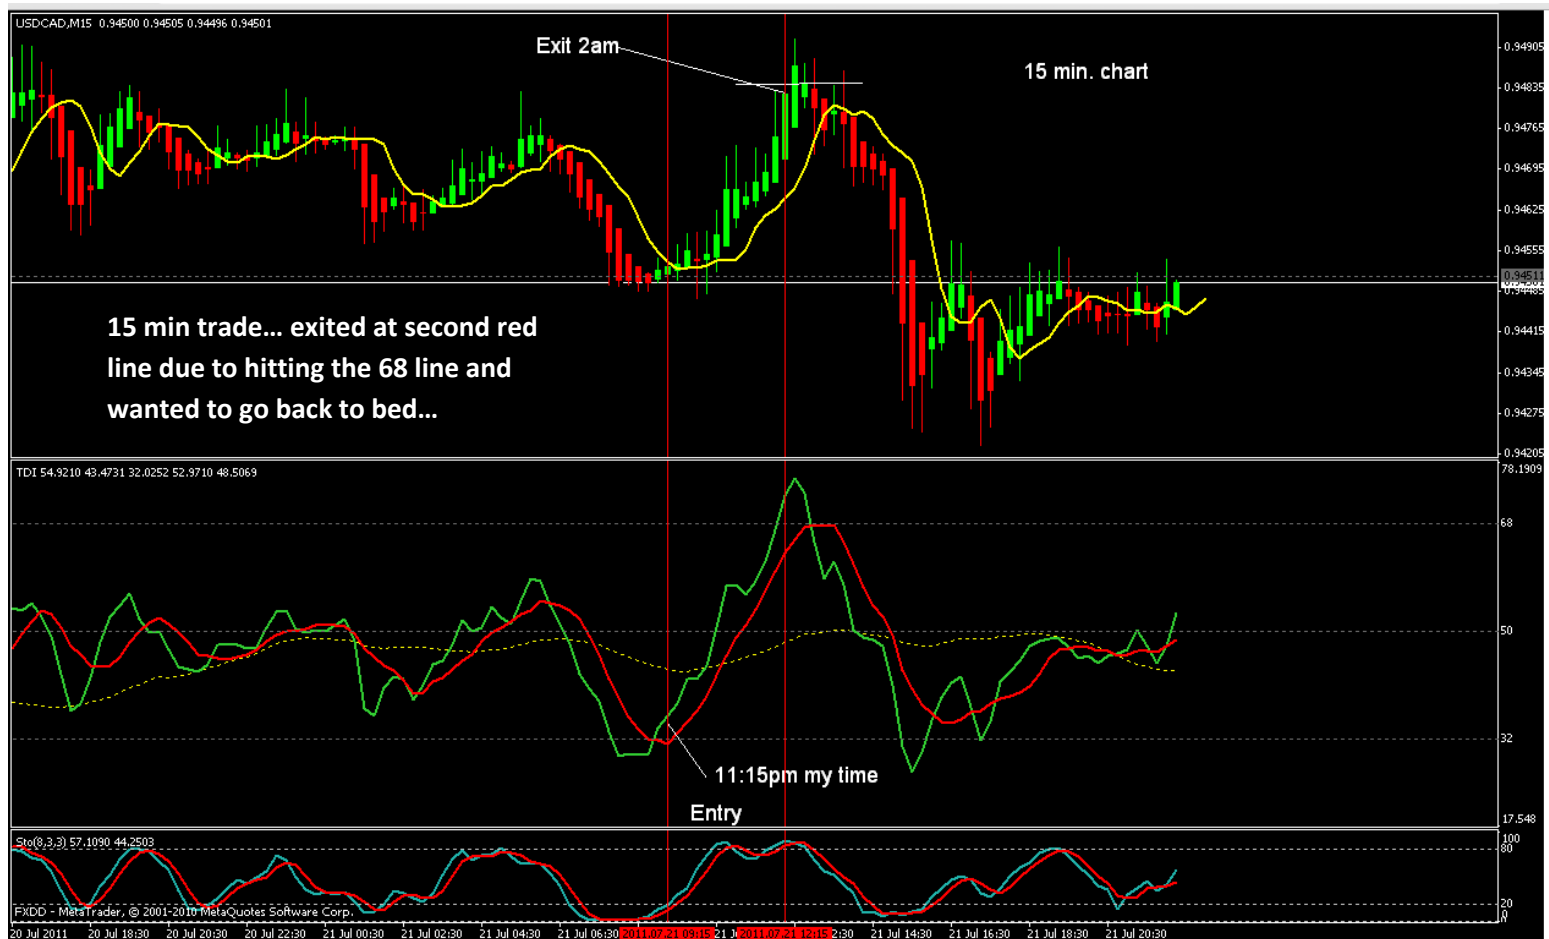 USDCAD,M15 0.94500 0.94505 0.94496 0.94501
Exit 2am
15 min. chart
0.94905
0.94835
0.94765
0.94695
0.94625
0.94555
0.94511
0.94485
0.94415
0.94345
0.94275
0.94205
15 min trade... exited at second red
line due to hitting the 68 line and
wanted to go back to bed...
TDI 54.9210 43.4731 32.0252 52.9710 48.5069
78.1909
68
50
32
17.548
11:15pm my time
Entry
Sto(8,3,3) 57.1090 44.2503
100
80
20
0
FXDD - MetaTrader, © 2001-2010 MetaQuotes Software Corp.
20 Jul 2011 20 Jul 18:30 20 Jul 20:30 20 Jul 22:30 21 Jul 00:30 21 Jul 02:30 21 Jul 04:30 21 Jul 06:30 2011.07.21 09:15 21 Ju 2011.07.21 12:15 2:30 21 Jul 14:30 21 Jul 16:30 21 Jul 18:30 21 Jul 20:30